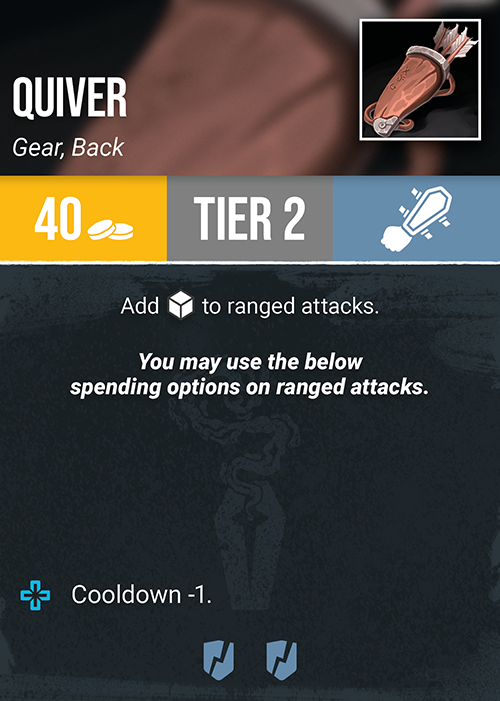 QUIVER
Gear, Back
40
TIER 2
Add to ranged attacks.
You may use the below
spending options on ranged attacks.
Cooldown -1.